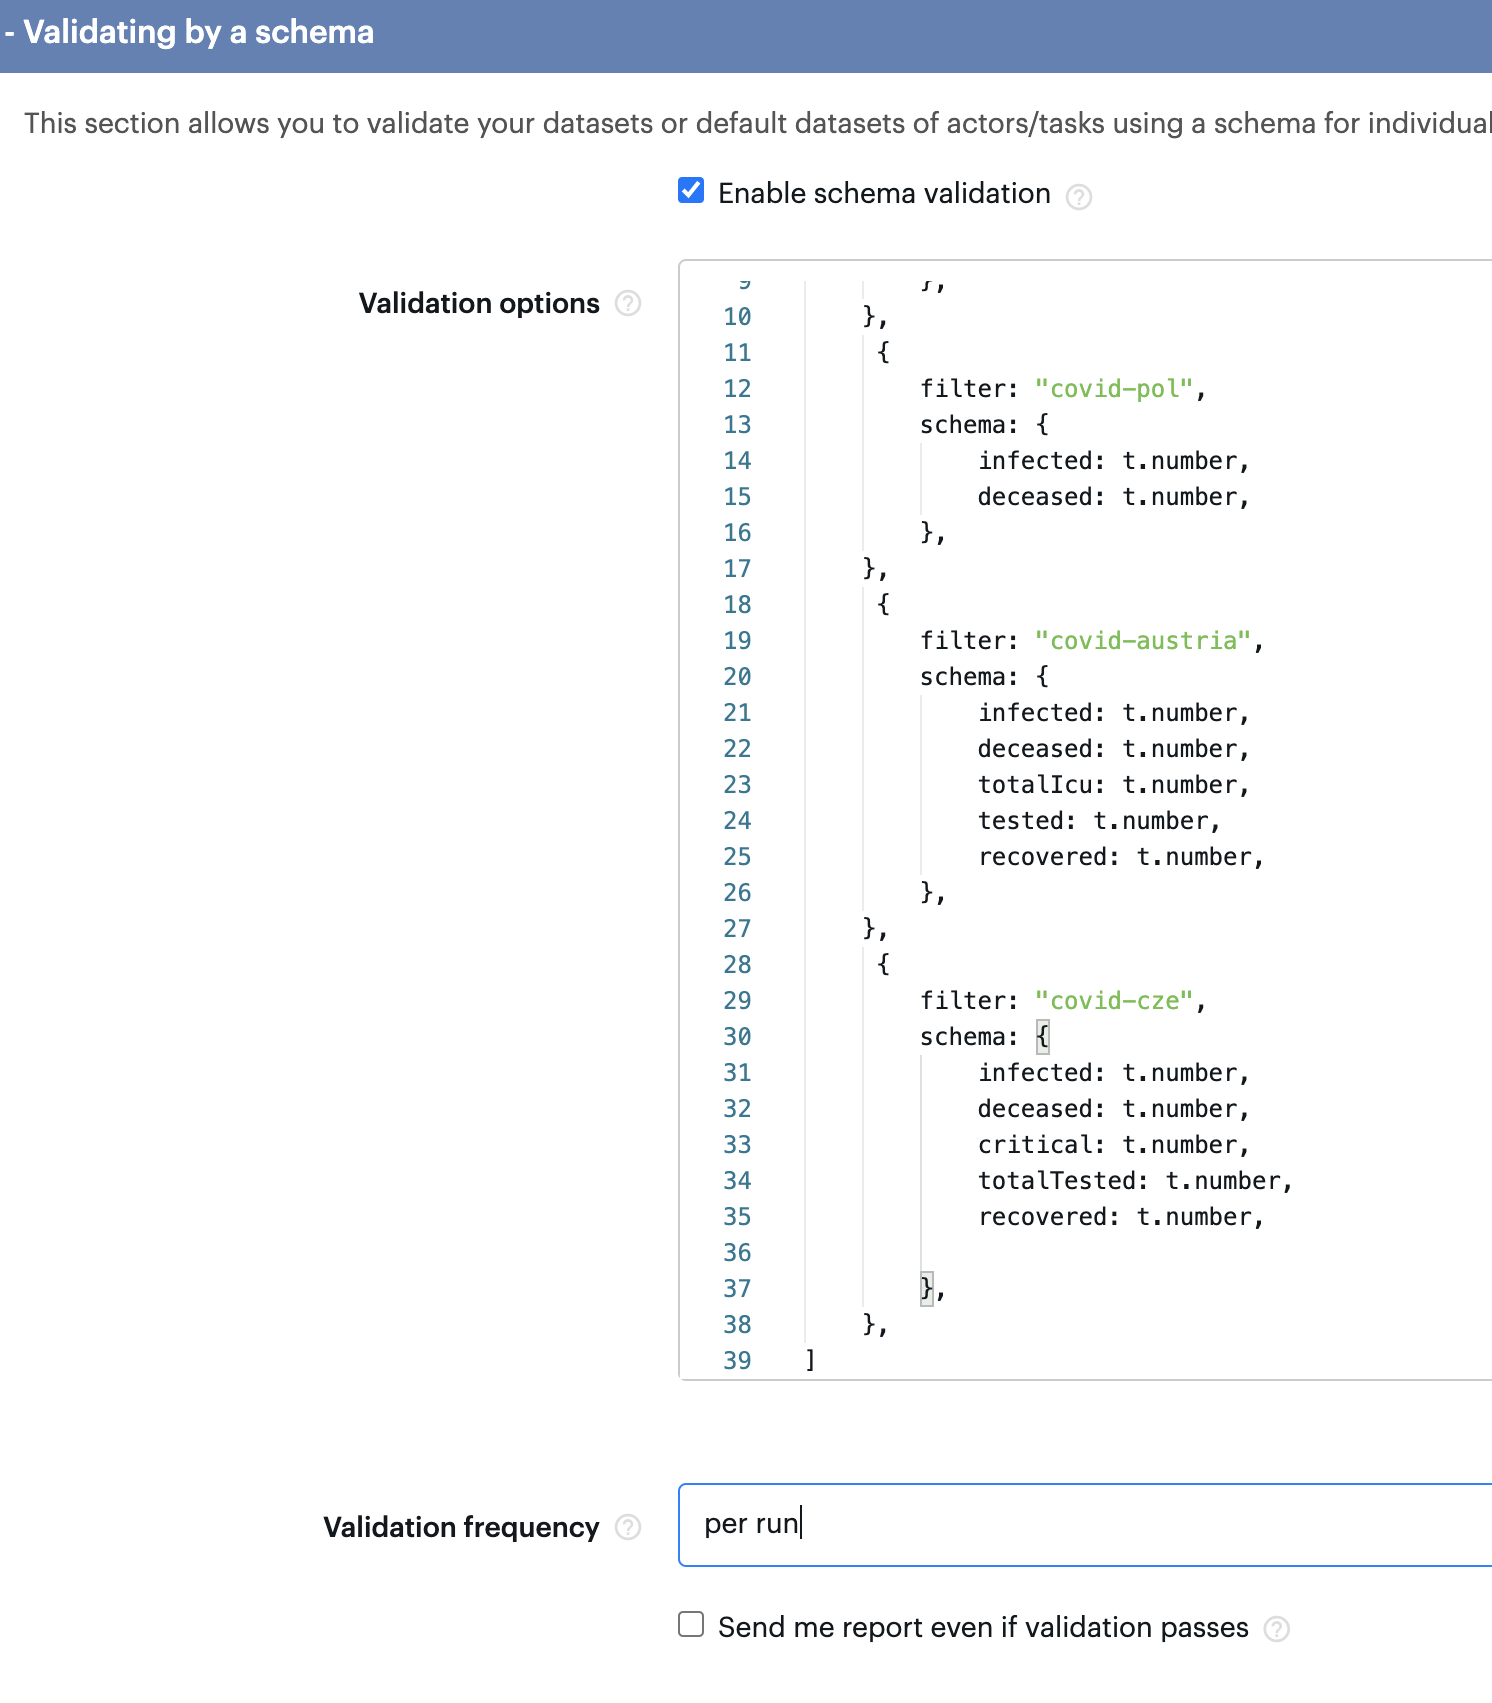 - Validating by a schema
This section allows you to validate your datasets or default datasets of actors/tasks using a schema for individual
Enable schema validation ?
Validation options ?
9 },
10 },
11 {
12 filter: "covid-pol",
13 schema: {
14 infected: t.number,
15 deceased: t.number,
16 },
17 },
18 {
19 filter: "covid-austria",
20 schema: {
21 infected: t.number,
22 deceased: t.number,
23 totalIcu: t.number,
24 tested: t.number,
25 recovered: t.number,
26 },
27 },
28 {
29 filter: "covid-cze",
30 schema: {
31 infected: t.number,
32 deceased: t.number,
33 critical: t.number,
34 totalTested: t.number,
35 recovered: t.number,
36
37 },
38 },
39 ]
Validation frequency ?
per run
Send me report even if validation passes ?